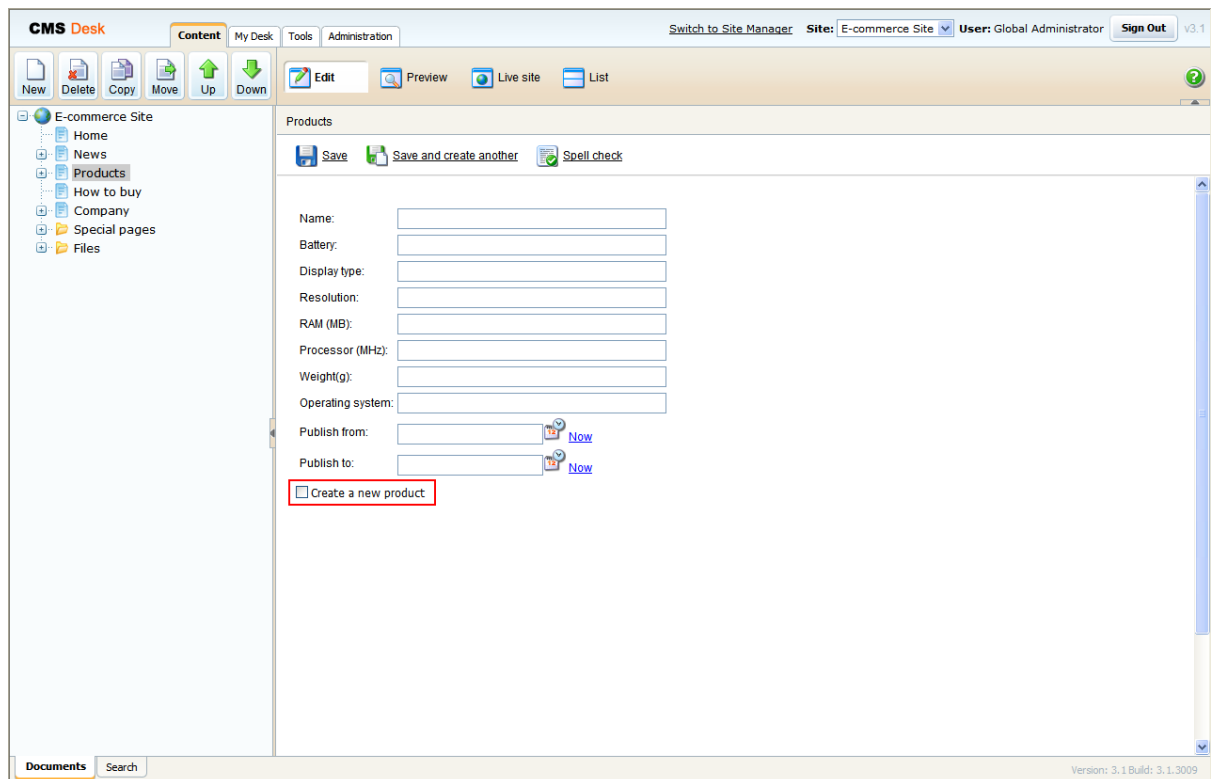 CMS Desk
Content My Desk Tools Administration
Switch to Site Manager Site: E-commerce Site User: Global Administrator Sign Out v3.1
New Delete Copy Move Up Down
Edit Preview Live site List
E-commerce Site
Home
News
Products
How to buy
Company
Special pages
Files
Products
Save Save and create another Spell check
Name:
Battery:
Display type:
Resolution:
RAM (MB):
Processor (MHz):
Weight(g):
Operating system:
Publish from: Now
Publish to: Now
Create a new product
Documents Search
Version: 3.1 Build: 3.1.3009